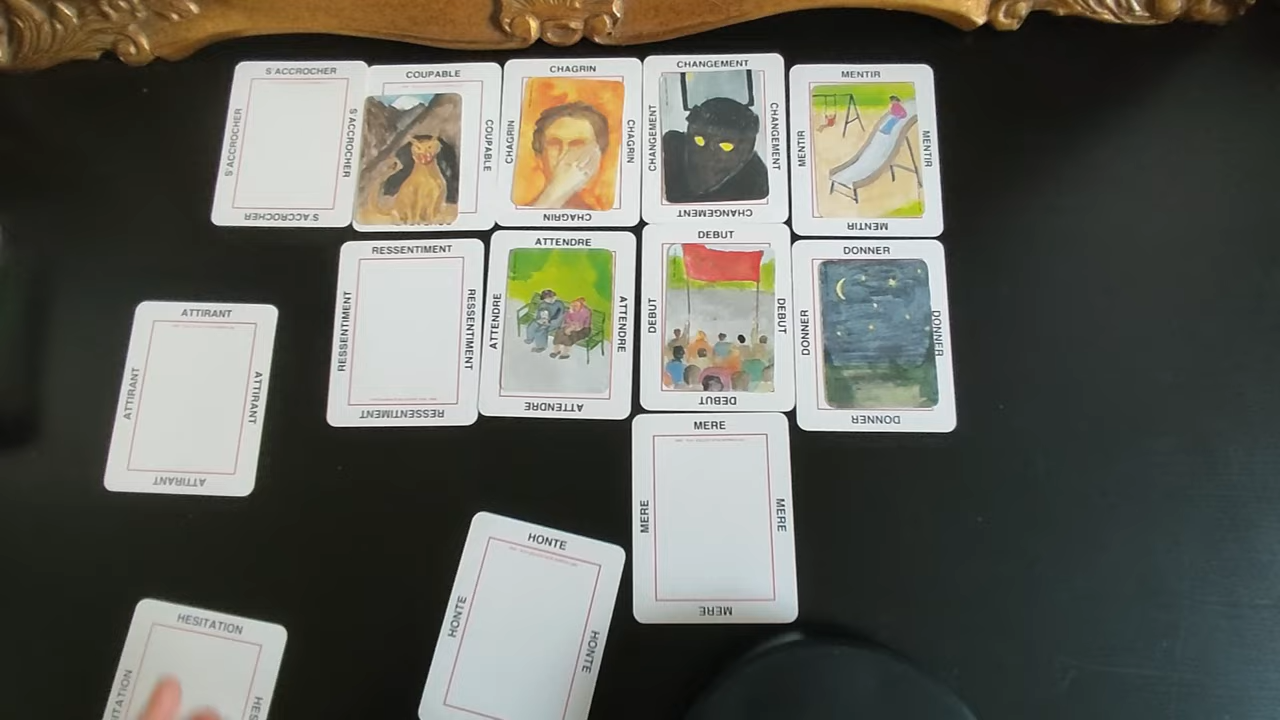 S'ACCROCHER
S'ACCROCHER
S'ACCROCHER
S'ACCROCHER
COUPABLE
COUPABLE
CHAGRIN
CHAGRIN
CHAGRIN
CHAGRIN
CHANGEMENT
CHANGEMENT
CHANGEMENT
CHANGEMENT
MENTIR
MENTIR
MENTIR
MENTIR
RESSENTIMENT
RESSENTIMENT
RESSENTIMENT
RESSENTIMENT
ATTENDRE
ATTENDRE
ATTENDRE
ATTENDRE
DEBUT
DEBUT
DEBUT
DEBUT
DONNER
DONNER
DONNER
DONNER
ATTIRANT
ATTIRANT
ATTIRANT
ATTIRANT
MERE
MERE
MERE
MERE
HONTE
HONTE
HONTE
HESITATION
ITATION
HES